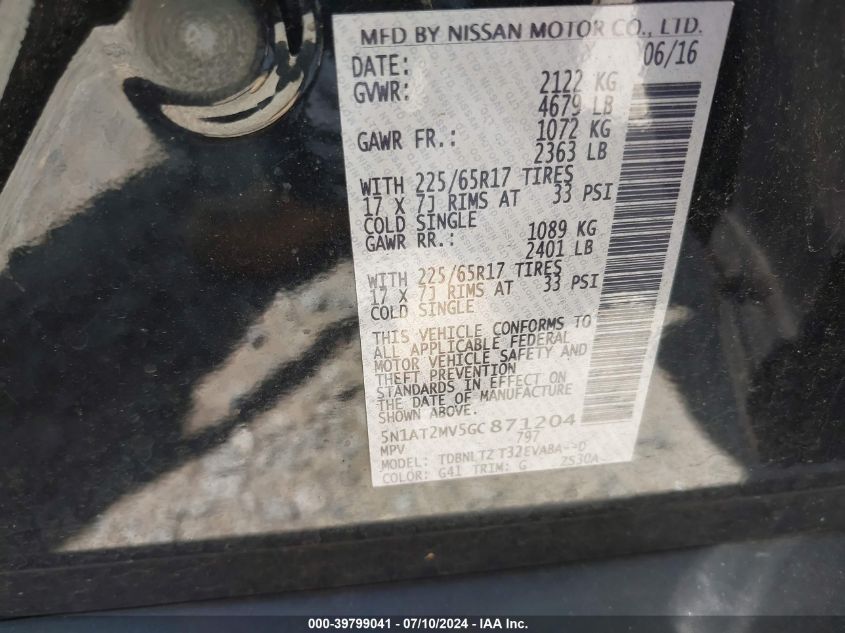 MFD BY NISSAN MOTOR CO., LTD.
DATE: 06/16
GVWR: 2122 KG
4679 LB
GAWR FR.: 1072 KG
2363 LB
WITH 225/65R17 TIRES
17 X 7J RIMS AT 33 PSI
COLD SINGLE
GAWR RR.: 1089 KG
2401 LB
WITH 225/65R17 TIRES
17 X 7J RIMS AT 33 PSI
COLD SINGLE
THIS VEHICLE CONFORMS TO
ALL APPLICABLE FEDERAL
MOTOR VEHICLE SAFETY AND
THEFT PREVENTION
STANDARDS IN EFFECT ON
THE DATE OF MANUFACTURE
SHOWN ABOVE.
5N1AT2MV5GC871204
MPV 797
MODEL: TDBNLTZ T32EVABA--D
COLOR: G41 TRIM: G ZS30A
000-39799041 / 07/10/2024 - IAA Inc.